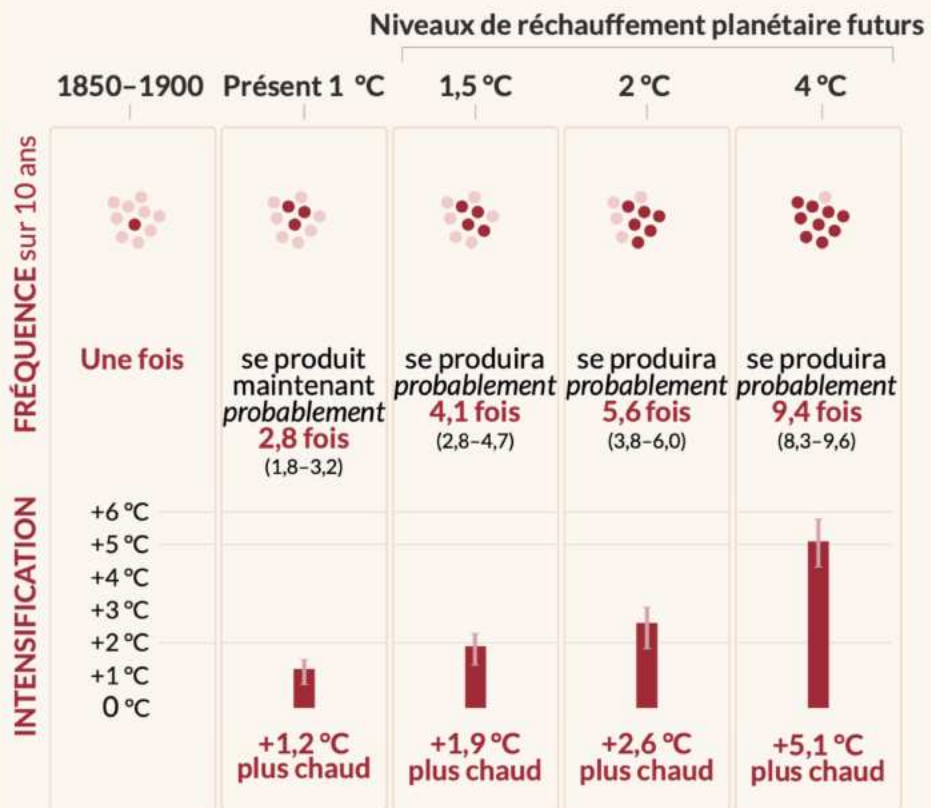 Niveaux de réchauffement planétaire futurs
1850–1900 Présent 1 °C 1,5 °C 2 °C 4 °C
FRÉQUENCE sur 10 ans
Une fois
se produit
maintenant
probablement
2,8 fois
(1,8–3,2)
se produira
probablement
4,1 fois
(2,8–4,7)
se produira
probablement
5,6 fois
(3,8–6,0)
se produira
probablement
9,4 fois
(8,3–9,6)
INTENSIFICATION
+6 °C
+5 °C
+4 °C
+3 °C
+2 °C
+1 °C
0 °C
+1,2 °C
plus chaud
+1,9 °C
plus chaud
+2,6 °C
plus chaud
+5,1 °C
plus chaud